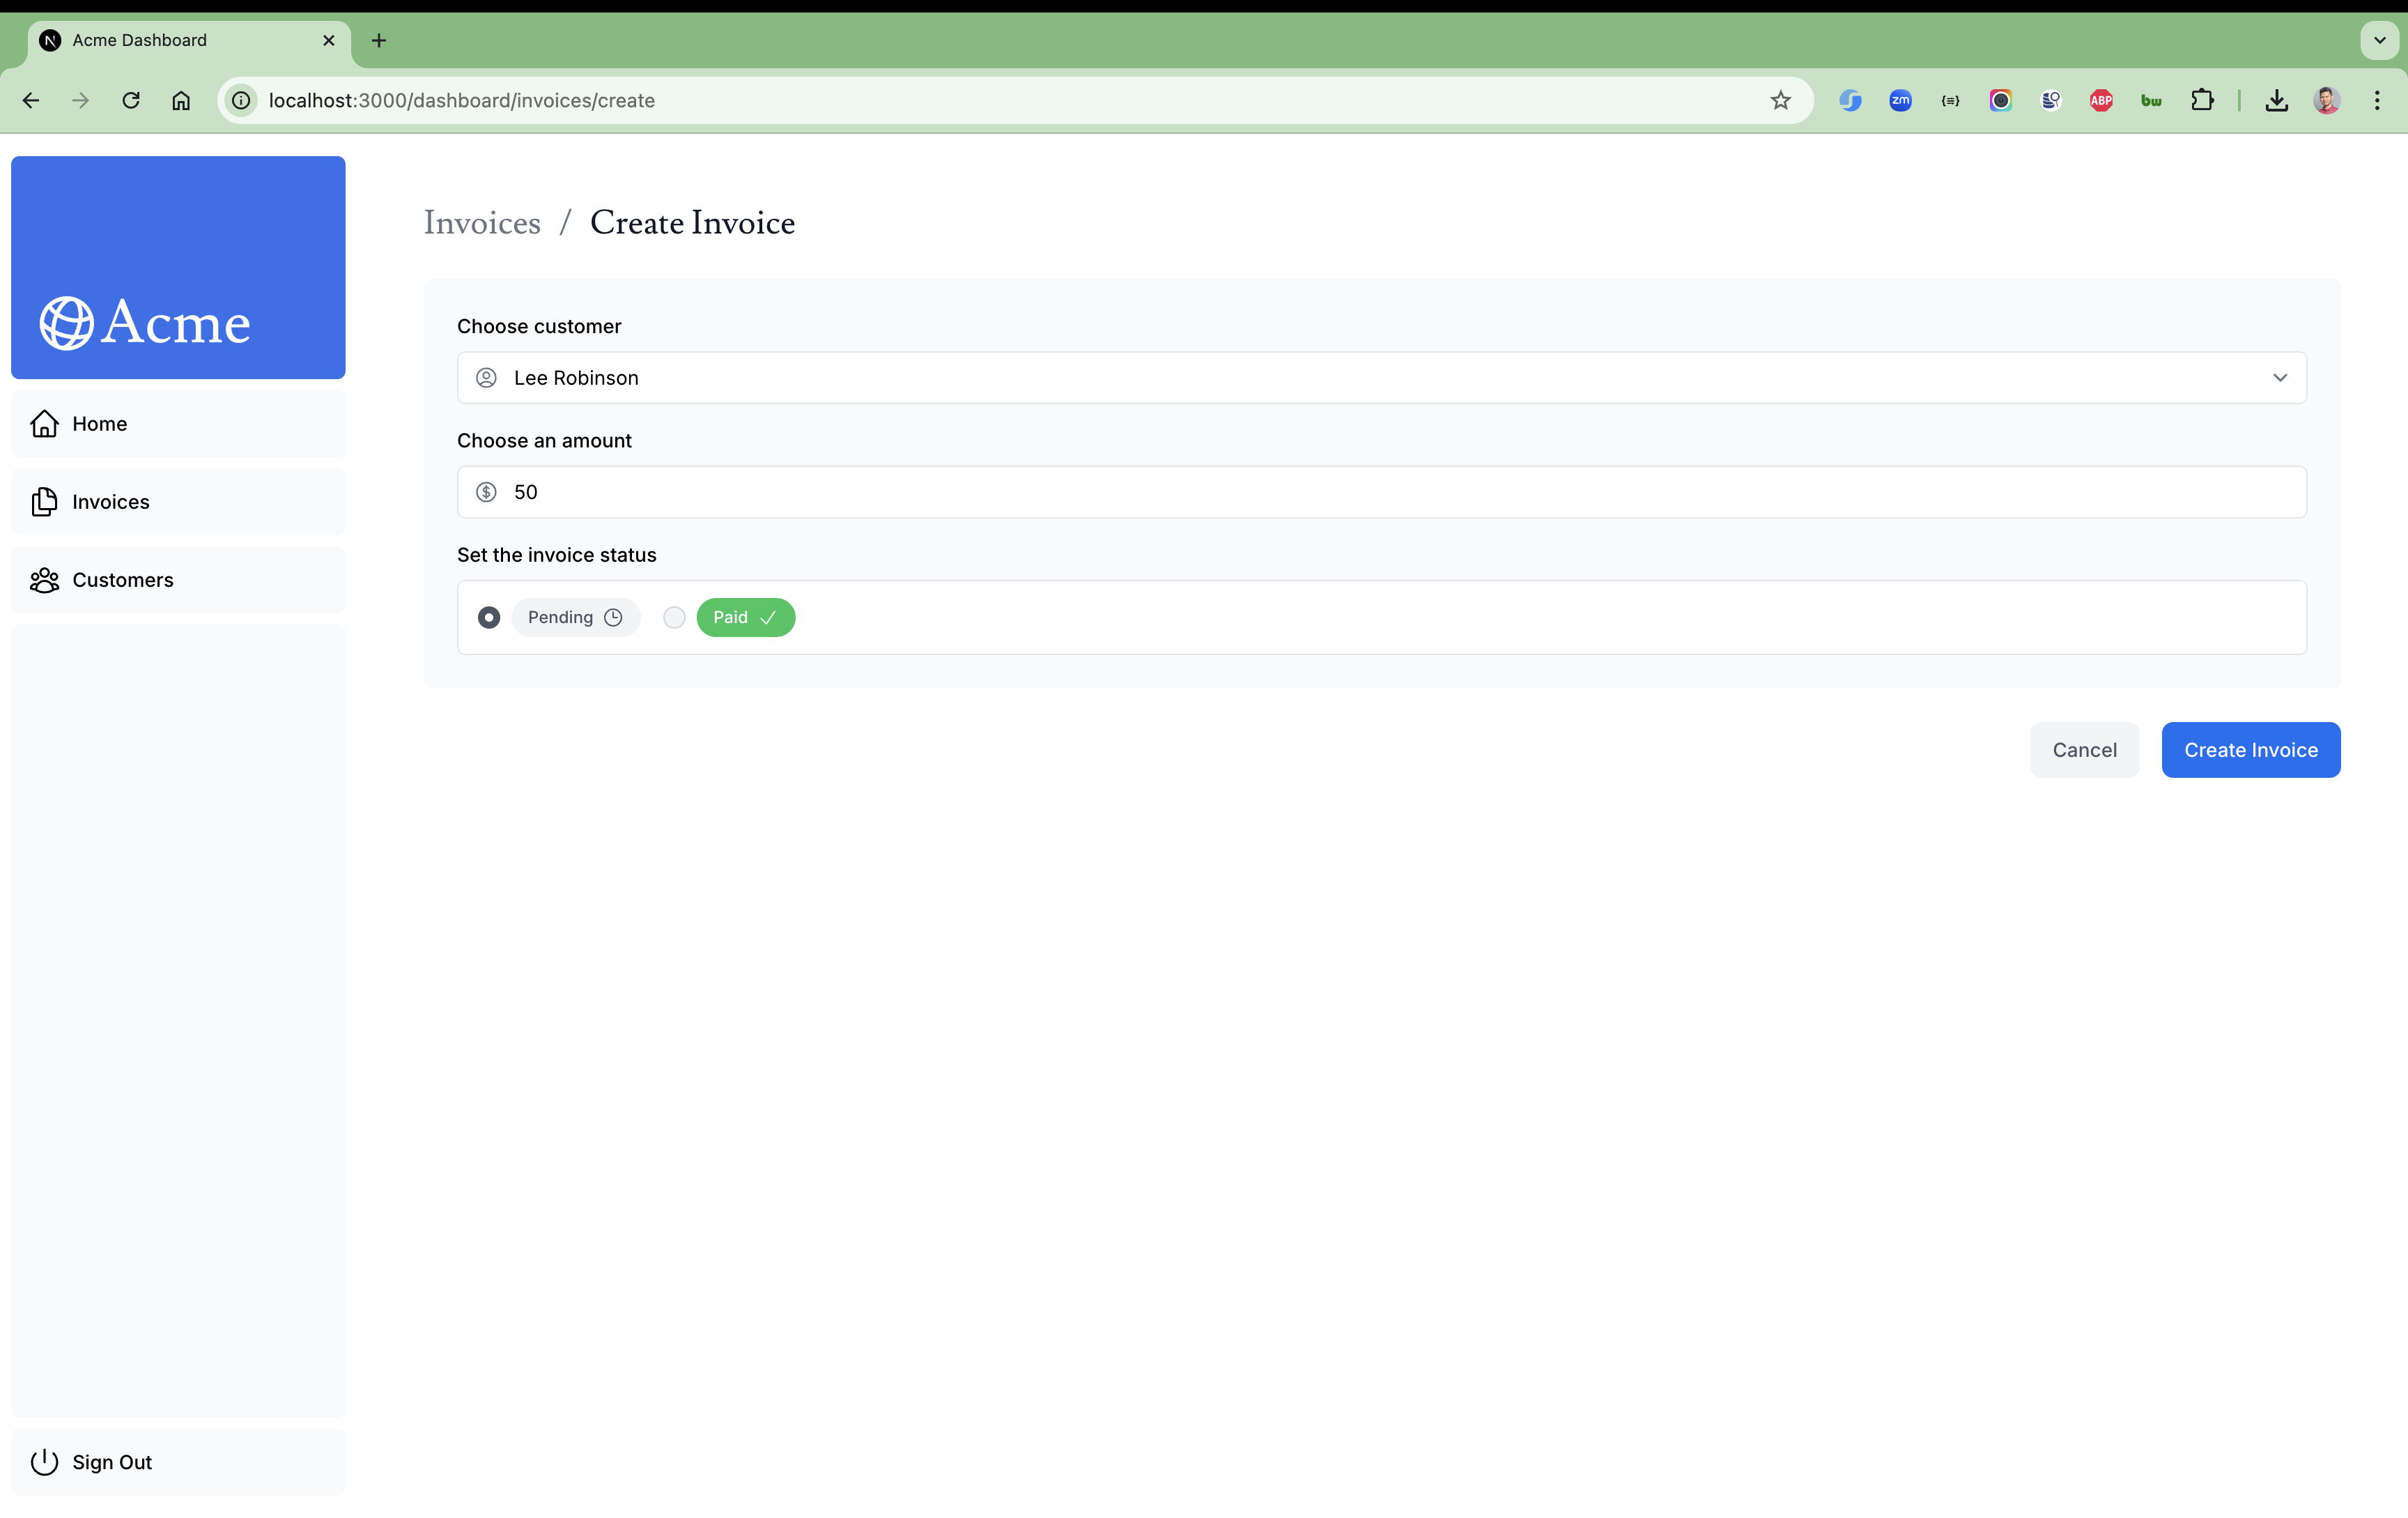 Acme Dashboard
localhost:3000/dashboard/invoices/create
zm
ABP
bw
Acme
Home
Invoices
Customers
Sign Out
Invoices / Create Invoice
Choose customer
Lee Robinson
Choose an amount
$ 50
Set the invoice status
Pending Paid
Cancel Create Invoice